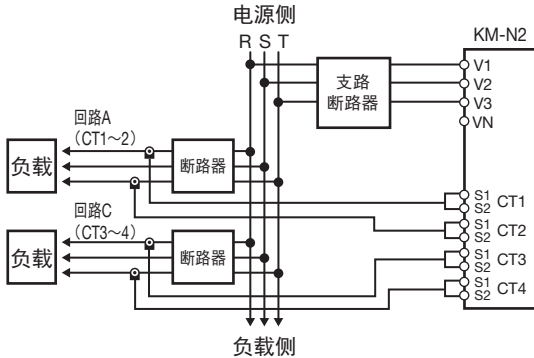 电源侧
R S T
KM-N2
支路
断路器
V1
V2
V3
VN
回路A
（CT1～2）
负载
断路器
S1
S2
CT1
S1
S2
CT2
回路C
（CT3～4）
负载
断路器
S1
S2
CT3
S1
S2
CT4
负载侧